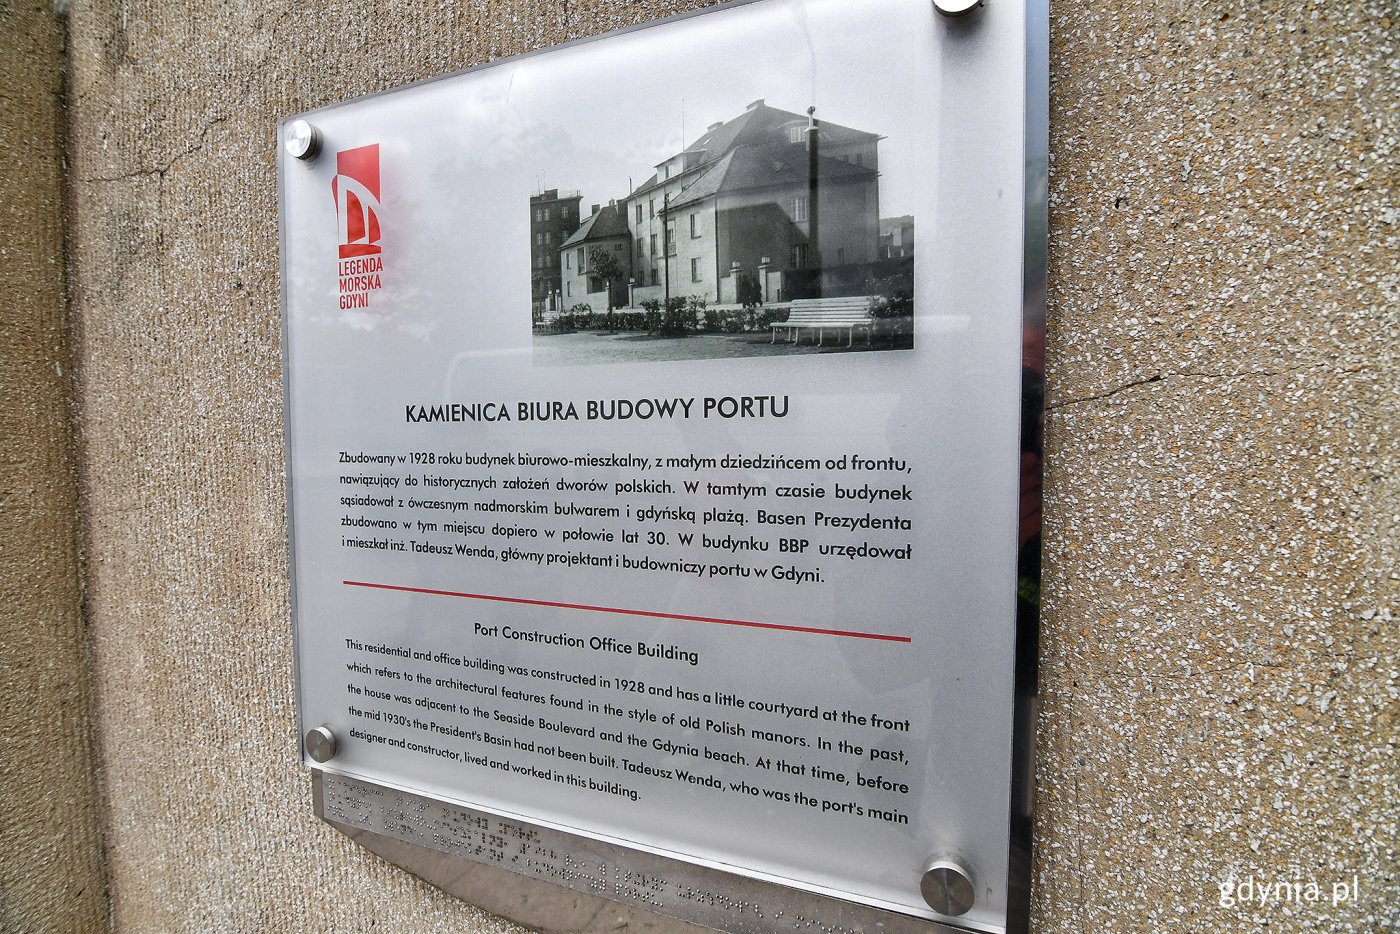 LEGENDA
MORSKA
GDYNI
KAMIENICA BIURA BUDOWY PORTU
Zbudowany w 1928 roku budynek biurowo-mieszkalny, z małym dziedzińcem od frontu,
nawiązujący do historycznych założeń dworów polskich. W tamtym czasie budynek
sąsiadował z ówczesnym nadmorskim bulwarem i gdyńską plażą. Basen Prezydenta
zbudowano w tym miejscu dopiero w połowie lat 30. W budynku BBP urzędował
i mieszkał inż. Tadeusz Wenda, główny projektant i budowniczy portu w Gdyni.
Port Construction Office Building
This residential and office building was constructed in 1928 and has a little courtyard at the front
which refers to the architectural features found in the style of old Polish manors. In the past,
the house was adjacent to the Seaside Boulevard and the Gdynia beach. At that time, before
the mid 1930's the President's Basin had not been built. Tadeusz Wenda, who was the port's main
designer and constructor, lived and worked in this building.
gdynia.pl